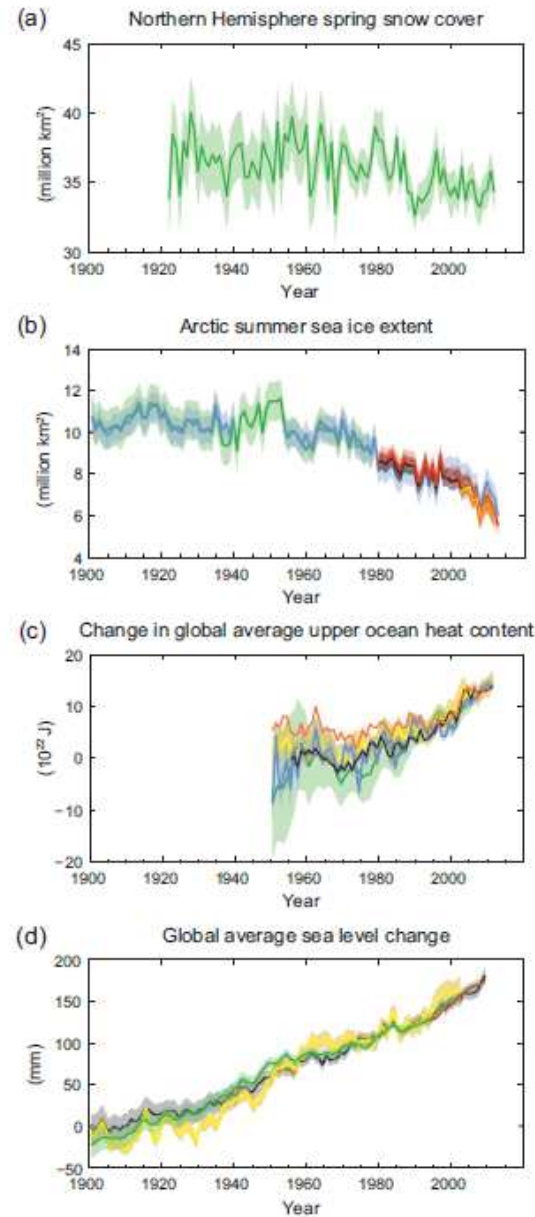 (a) Northern Hemisphere spring snow cover
45
40
35
30
(million km²)
1900 1920 1940 1960 1980 2000
Year
(b) Arctic summer sea ice extent
14
12
10
8
6
4
(million km²)
1900 1920 1940 1960 1980 2000
Year
(c) Change in global average upper ocean heat content
20
10
0
−10
−20
(10²² J)
1900 1920 1940 1960 1980 2000
Year
(d) Global average sea level change
200
150
100
50
0
−50
(mm)
1900 1920 1940 1960 1980 2000
Year